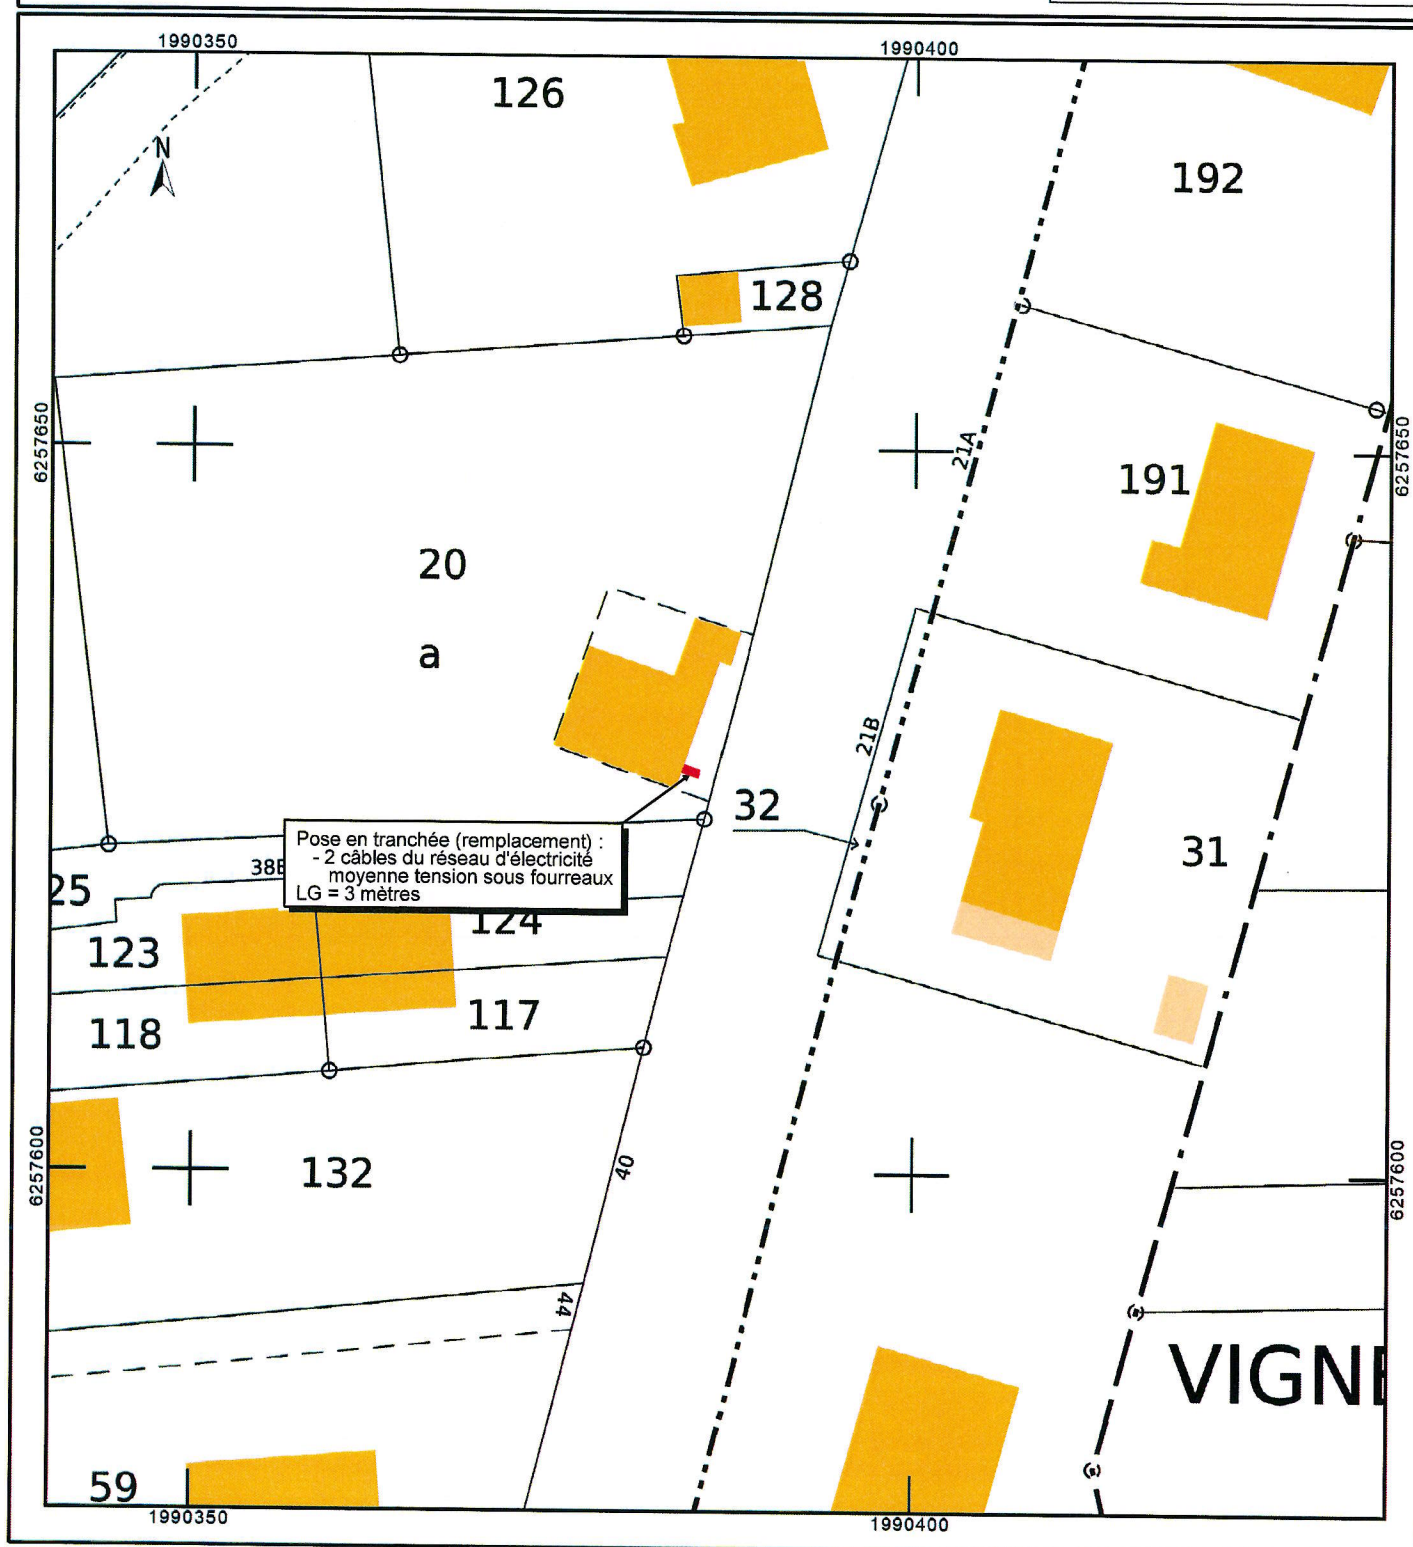 1990350
1990400
126
N
192
128
6257650
6257650
21A
191
20
a
21B
32
31
Pose en tranchée (remplacement) :
- 2 câbles du réseau d'électricité
moyenne tension sous fourreaux
LG = 3 mètres
25
123
124
118
117
6257600
6257600
132
40
44
VIGNE
59
1990350
1990400